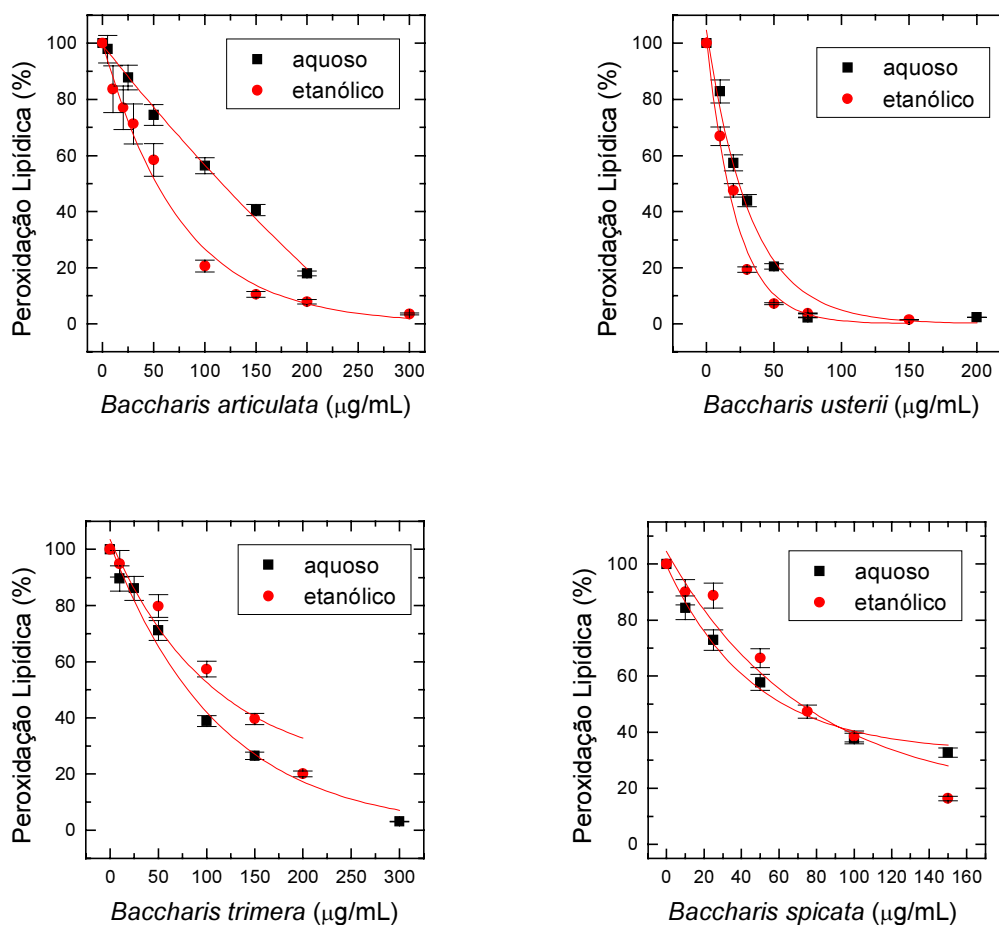 100
80
60
40
20
0
Peroxidação Lipídica (%)
aquoso
etanólico
0 50 100 150 200 250 300
Baccharis articulata (μg/mL)
100
80
60
40
20
0
Peroxidação Lipídica (%)
aquoso
etanólico
0 50 100 150 200
Baccharis usterii (μg/mL)
100
80
60
40
20
0
Peroxidação Lipídica (%)
aquoso
etanólico
0 50 100 150 200 250 300
Baccharis trimera (μg/mL)
100
80
60
40
20
0
Peroxidação Lipídica (%)
aquoso
etanólico
0 20 40 60 80 100 120 140 160
Baccharis spicata (μg/mL)